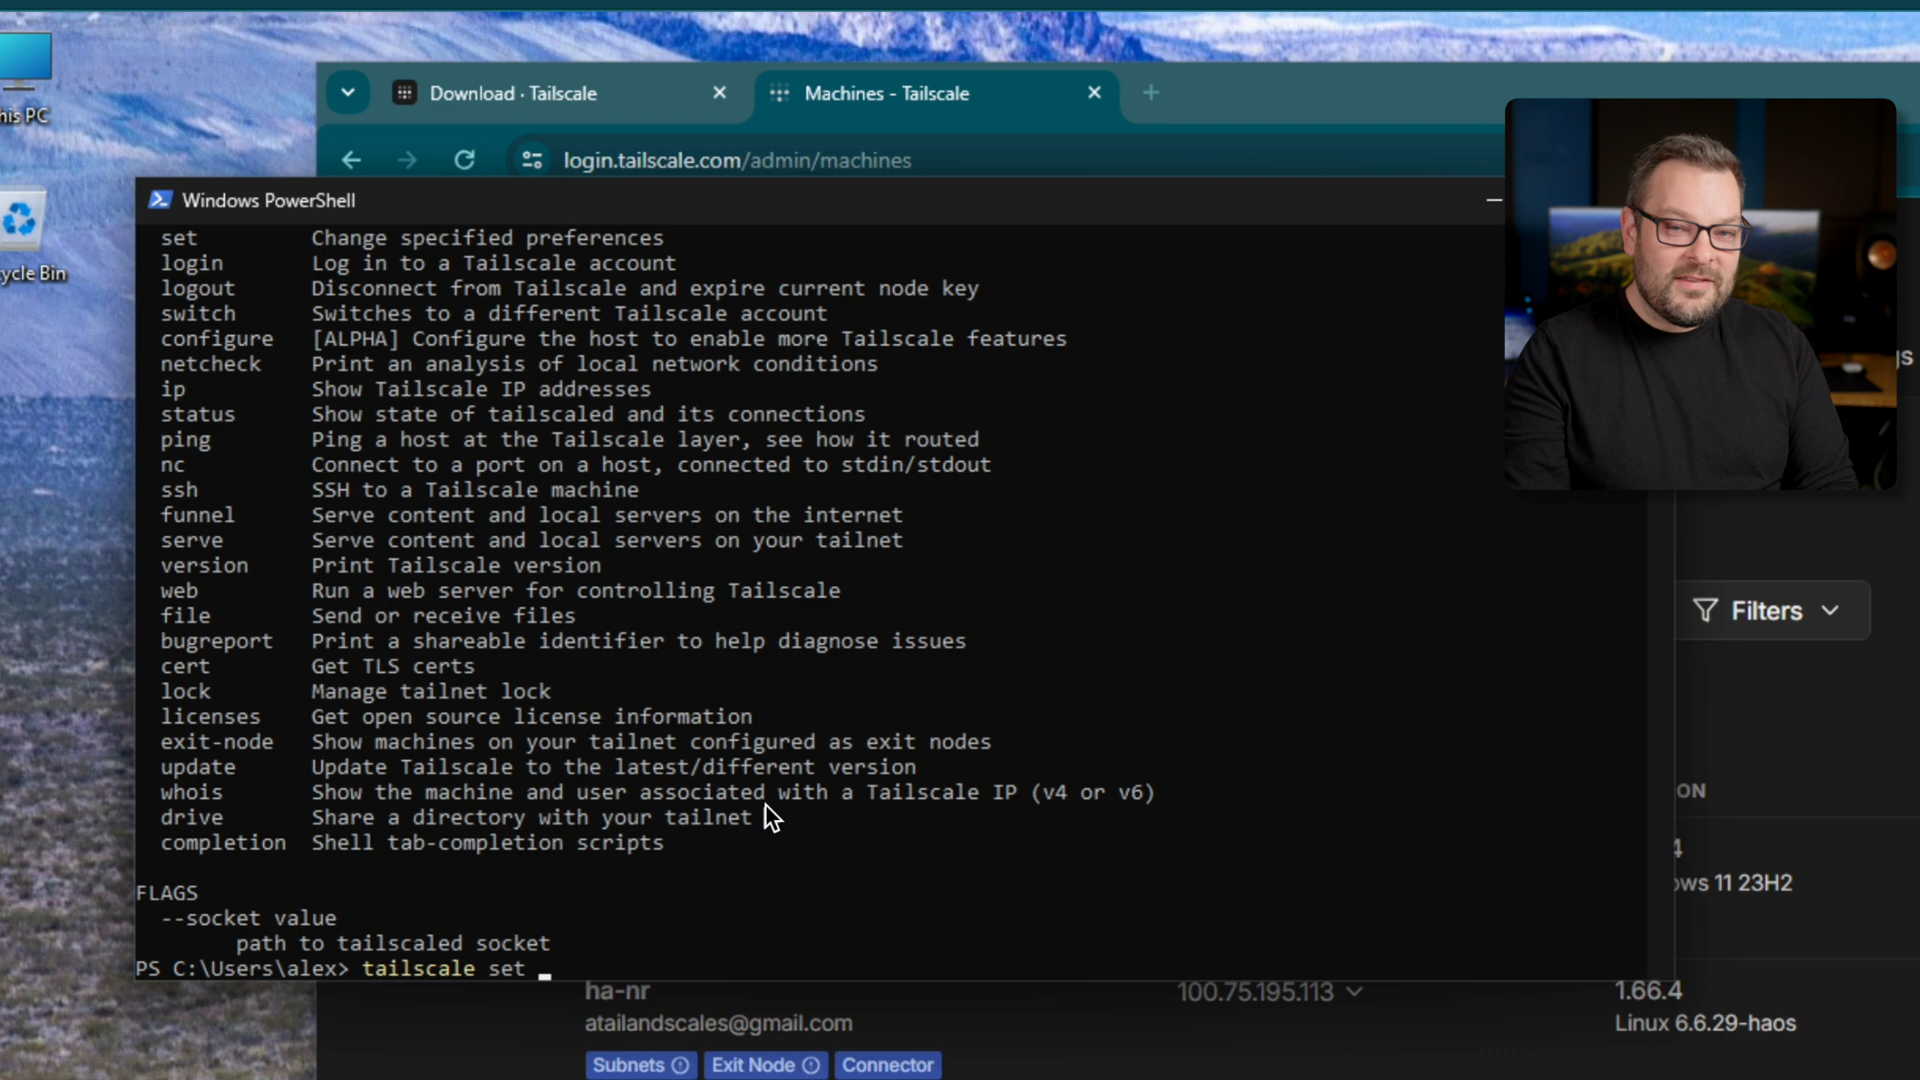 his PC
cycle Bin
Download · Tailscale
Machines - Tailscale
login.tailscale.com/admin/machines
Windows PowerShell
set Change specified preferences
login Log in to a Tailscale account
logout Disconnect from Tailscale and expire current node key
switch Switches to a different Tailscale account
configure [ALPHA] Configure the host to enable more Tailscale features
netcheck Print an analysis of local network conditions
ip Show Tailscale IP addresses
status Show state of tailscaled and its connections
ping Ping a host at the Tailscale layer, see how it routed
nc Connect to a port on a host, connected to stdin/stdout
ssh SSH to a Tailscale machine
funnel Serve content and local servers on the internet
serve Serve content and local servers on your tailnet
version Print Tailscale version
web Run a web server for controlling Tailscale
file Send or receive files
bugreport Print a shareable identifier to help diagnose issues
cert Get TLS certs
lock Manage tailnet lock
licenses Get open source license information
exit-node Show machines on your tailnet configured as exit nodes
update Update Tailscale to the latest/different version
whois Show the machine and user associated with a Tailscale IP (v4 or v6)
drive Share a directory with your tailnet
completion Shell tab-completion scripts
FLAGS
--socket value
path to tailscaled socket
PS C:\Users\alex> tailscale set
Filters
ON
4
ows 11 23H2
ha-nr
100.75.195.113
1.66.4
atailandscales@gmail.com
Linux 6.6.29-haos
Subnets
Exit Node
Connector